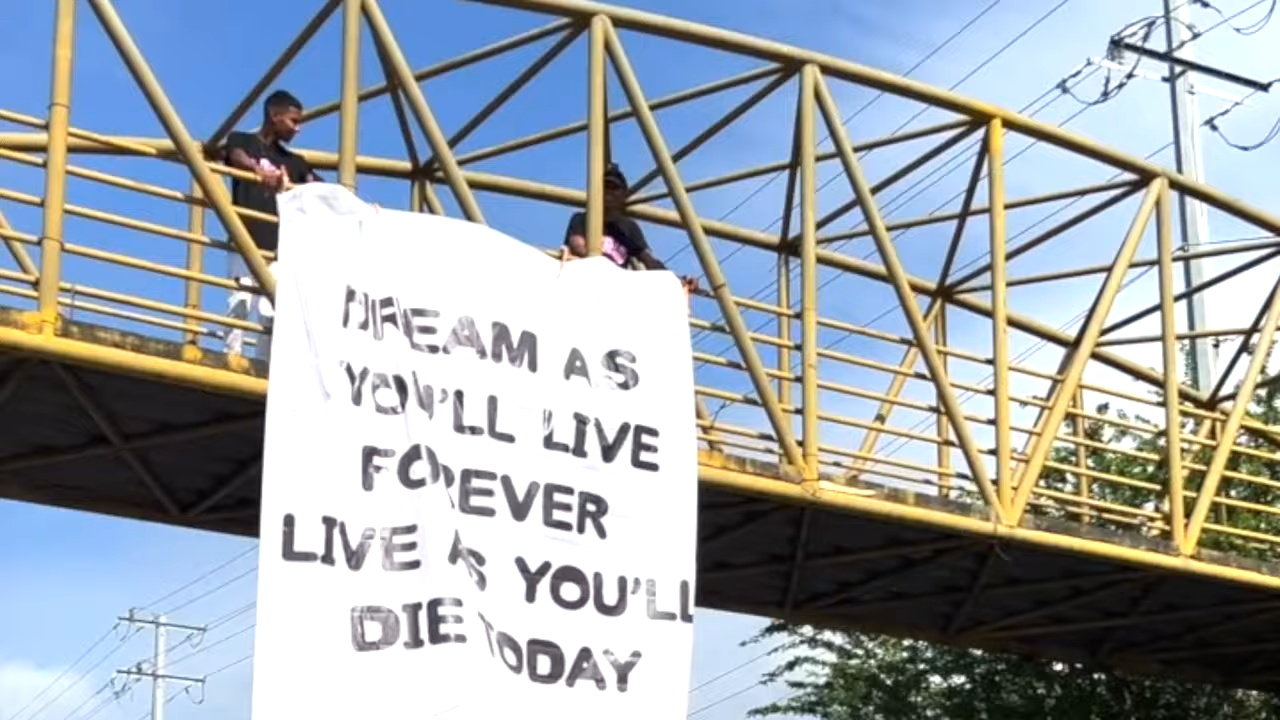 DREAM AS
YOU'LL LIVE
FOREVER
LIVE AS YOU'LL
DIE TODAY